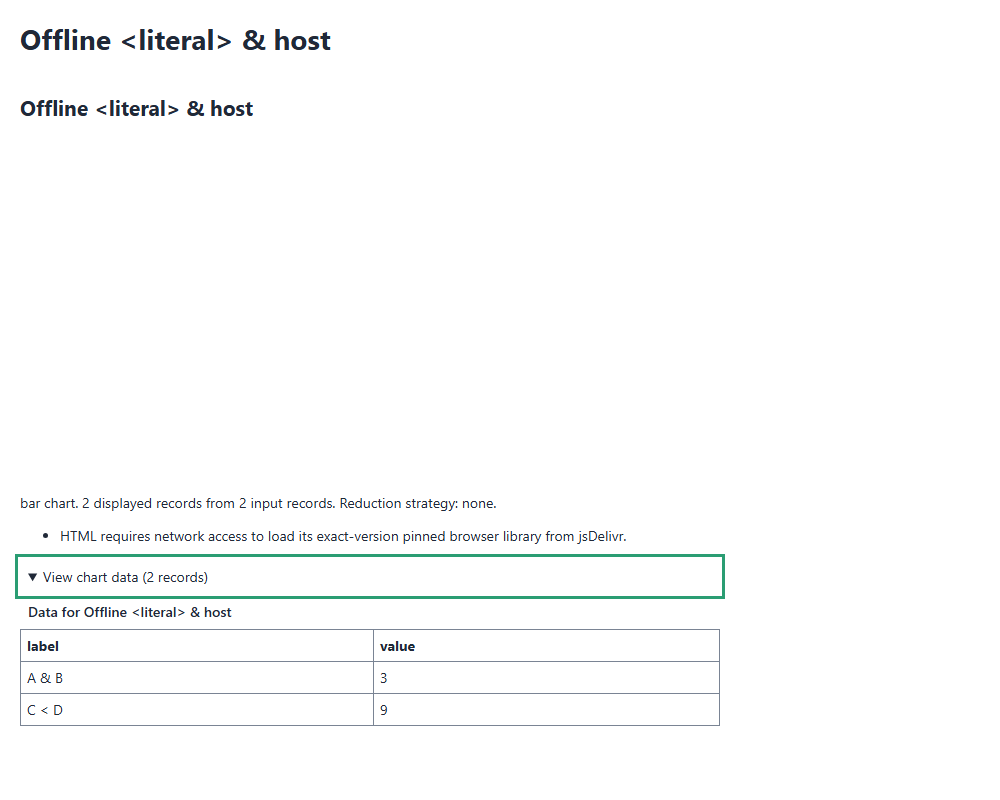 Offline <literal> & host
Offline <literal> & host
bar chart. 2 displayed records from 2 input records. Reduction strategy: none.
• HTML requires network access to load its exact-version pinned browser library from jsDelivr.
▼ View chart data (2 records)
Data for Offline <literal> & host
label value
A & B 3
C < D 9